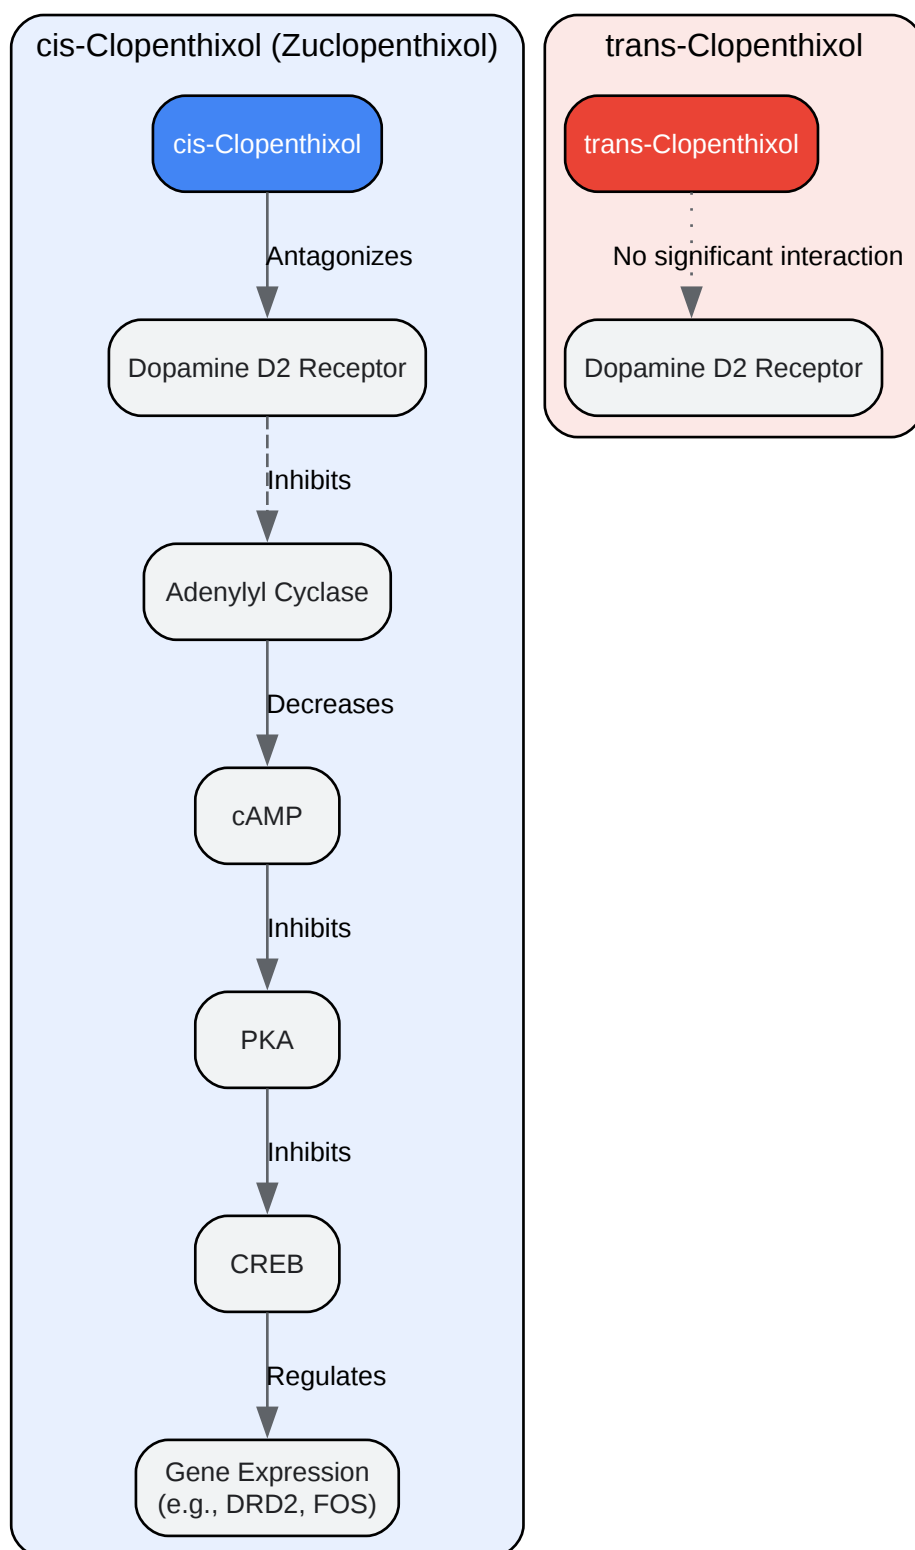 cis-Clopenthixol (Zuclopenthixol)
cis-Clopenthixol
Antagonizes
Dopamine D2 Receptor
Inhibits
Adenylyl Cyclase
Decreases
cAMP
Inhibits
PKA
Inhibits
CREB
Regulates
Gene Expression
(e.g., DRD2, FOS)
trans-Clopenthixol
trans-Clopenthixol
No significant interaction
Dopamine D2 Receptor